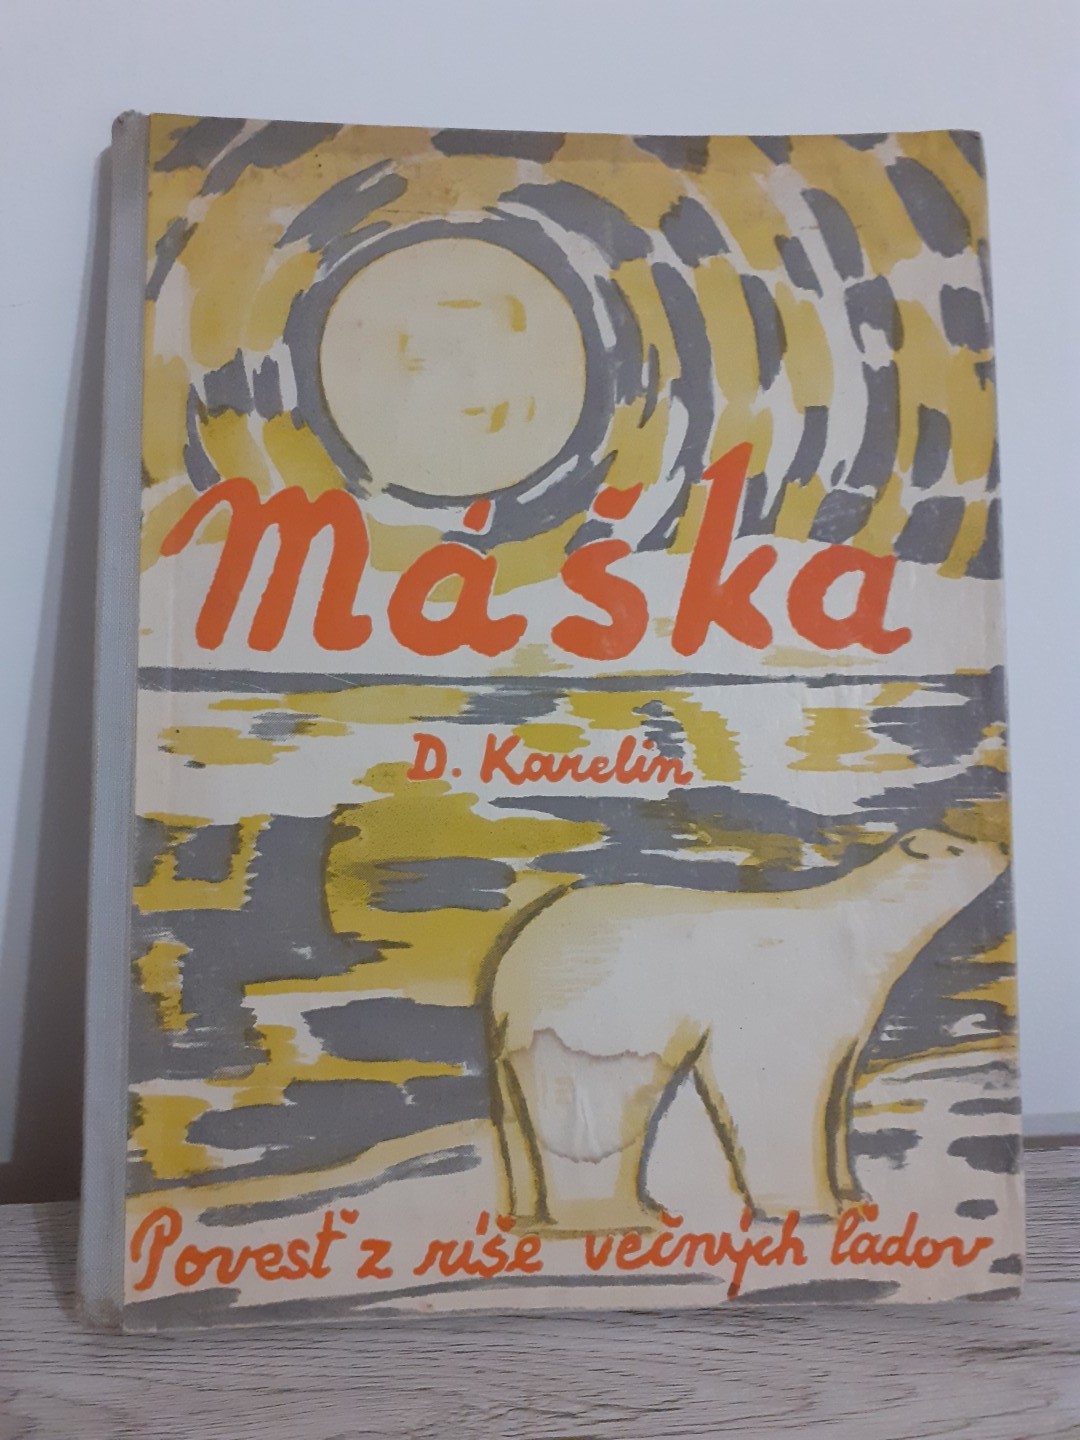 Máška
D. Karelin
Povesť z ríše večných ľadov